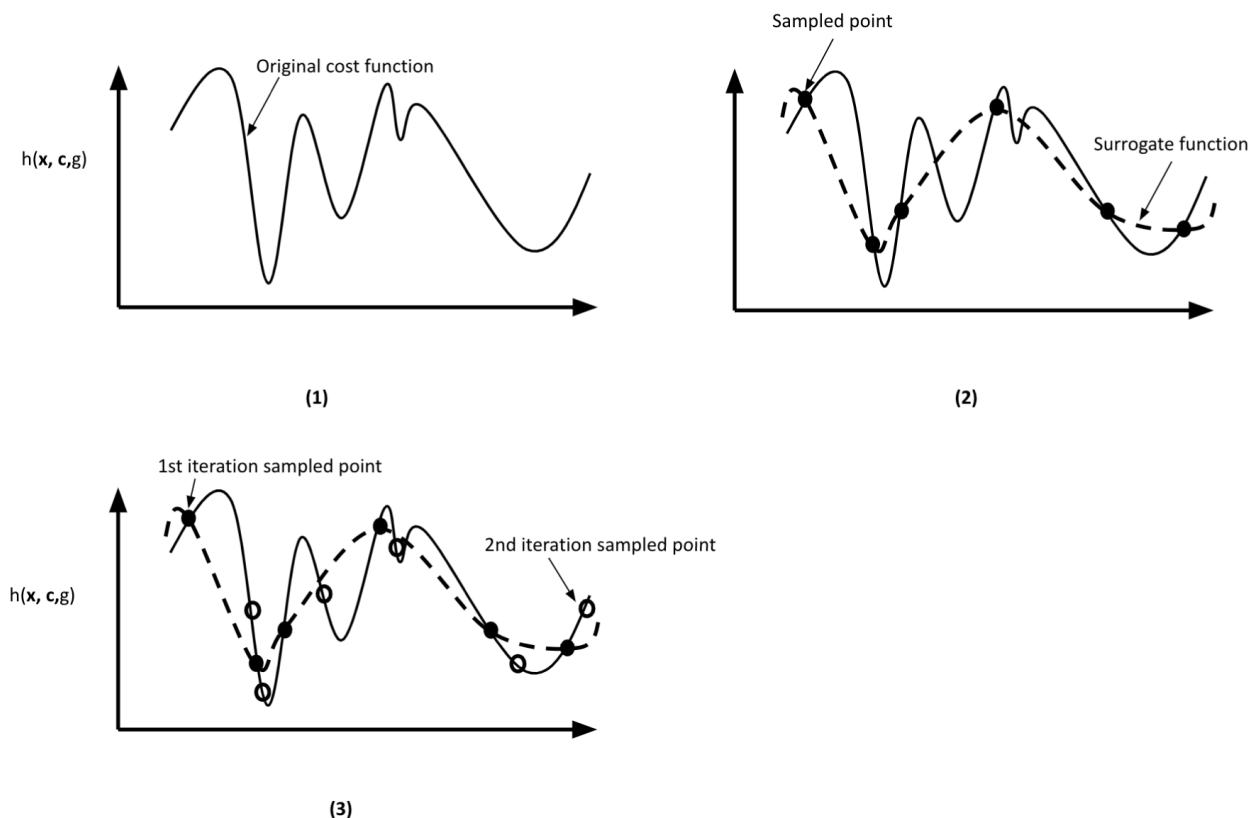 Sampled point
Original cost function
h(x, c,g)
Surrogate function
(1)
(2)
1st iteration sampled point
2nd iteration sampled point
h(x, c,g)
(3)